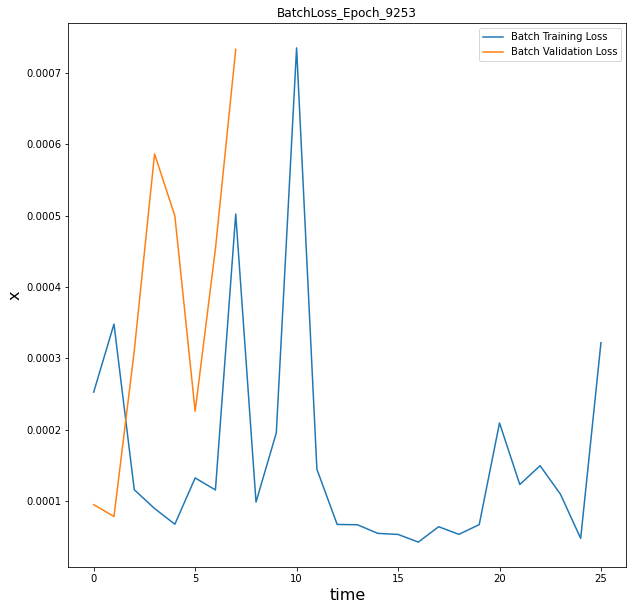 BatchLoss_Epoch_9253
Batch Training Loss
Batch Validation Loss
0.0007
0.0006
0.0005
0.0004
0.0003
0.0002
0.0001
x
0 5 10 15 20 25
time